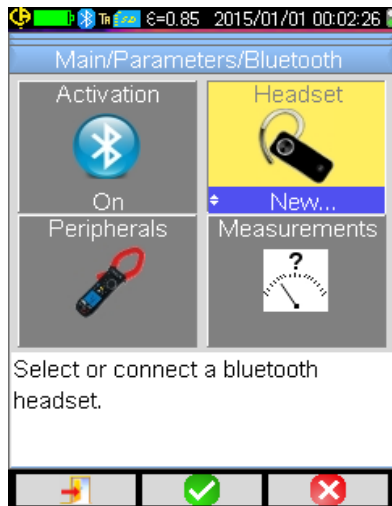 TA ε=0.85 2015/01/01 00:02:26
Main/Parameters/Bluetooth
Activation
Headset
On
New...
Peripherals
Measurements
?
Select or connect a bluetooth
headset.